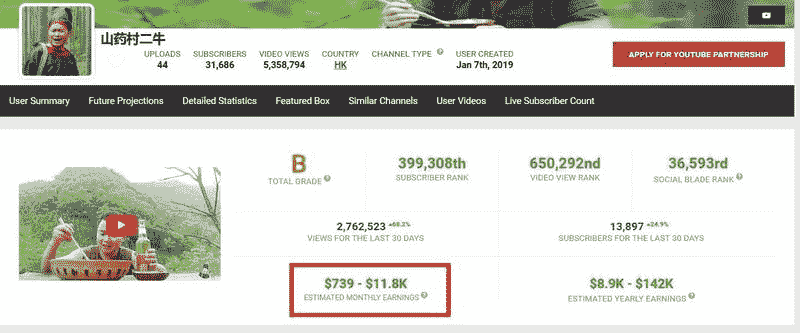 山药村二牛
UPLOADS SUBSCRIBERS VIDEO VIEWS COUNTRY CHANNEL TYPE ? USER CREATED
44 31,686 5,358,794 HK Jan 7th, 2019
APPLY FOR YOUTUBE PARTNERSHIP
User Summary Future Projections Detailed Statistics Featured Box Similar Channels User Videos Live Subscriber Count
B 399,308th 650,292nd 36,593rd
TOTAL GRADE ? SUBSCRIBER RANK VIDEO VIEW RANK SOCIAL BLADE RANK ?
2,762,523 +68.2% 13,897 +24.9%
VIEWS FOR THE LAST 30 DAYS SUBSCRIBERS FOR THE LAST 30 DAYS
$739 - $11.8K $8.9K - $142K
ESTIMATED MONTHLY EARNINGS ? ESTIMATED YEARLY EARNINGS ?